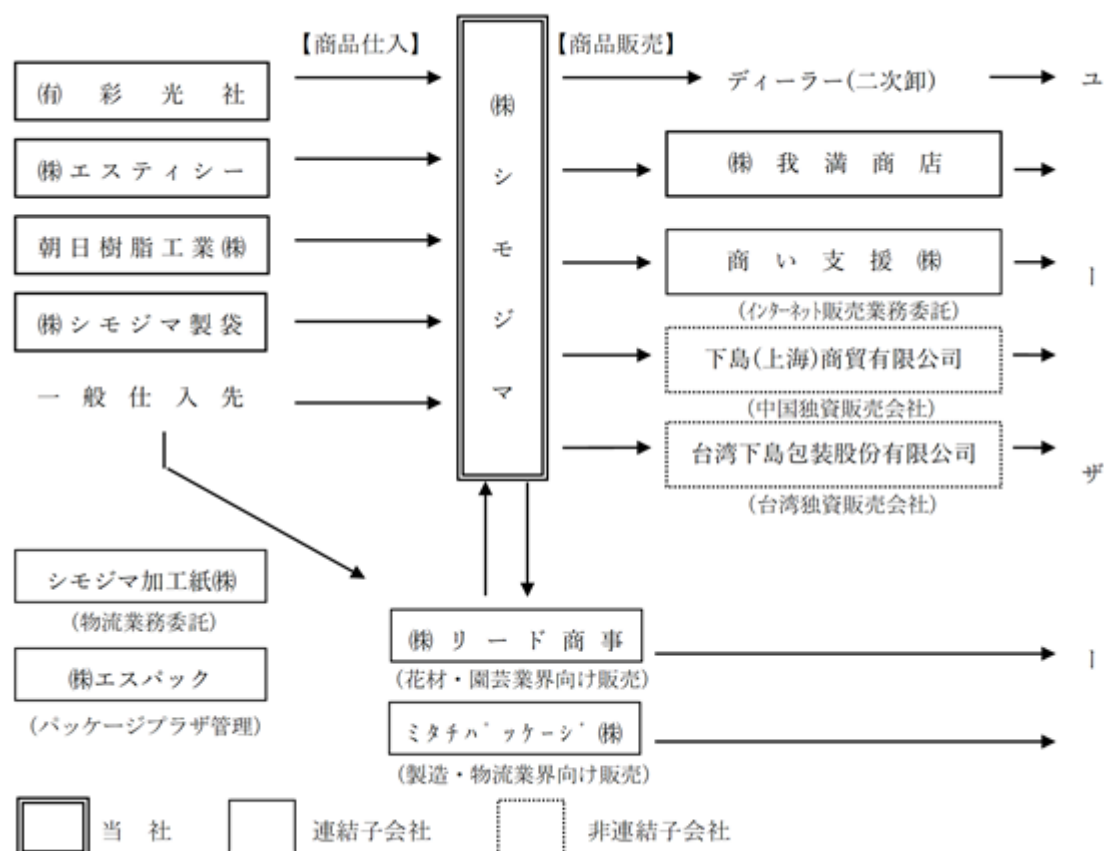 【商品仕入】
【商品販売】
㈲ 彩 光 社
㈱エスティシー
朝日樹脂工業㈱
㈱シモジマ製袋
一 般 仕 入 先
㈱シモジマ
ディーラー(二次卸)
㈱ 我 満 商 店
商 い 支 援 ㈱
(インターネット販売業務委託)
下島(上海)商貿有限公司
(中国独資販売会社)
台湾下島包装股份有限公司
(台湾独資販売会社)
ユーザー
シモジマ加工紙㈱
(物流業務委託)
㈱エスパック
(パッケージプラザ管理)
㈱ リ ー ド 商 事
(花材・園芸業界向け販売)
ミタチパッケージ㈱
(製造・物流業界向け販売)
当 社
連結子会社
非連結子会社